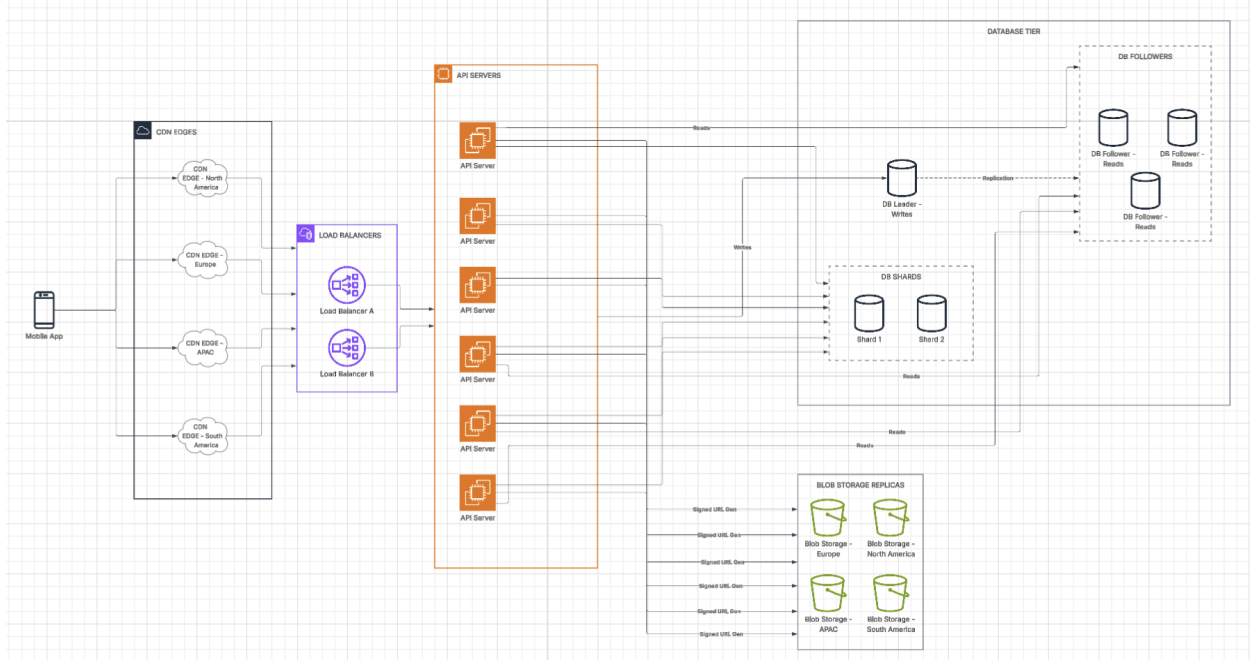 DATABASE TIER
DB FOLLOWERS
DB Follower -
Reads
DB Follower -
Reads
DB Follower -
Reads
API SERVERS
API Server
API Server
API Server
API Server
API Server
API Server
CDN EDGES
CDN
EDGE - North
America
CDN EDGE -
Europe
CDN EDGE -
APAC
CDN
EDGE - South
America
LOAD BALANCERS
Load Balancer A
Load Balancer B
Mobile App
Reads
Replication
DB Leader -
Writes
Writes
DB SHARDS
Shard 1
Shard 2
Reads
Reads
Reads
BLOB STORAGE REPLICAS
Blob Storage -
Europe
Blob Storage -
North America
Blob Storage -
APAC
Blob Storage -
South America
Signed URL Gen
Signed URL Gen
Signed URL Gen
Signed URL Gen
Signed URL Gen
Signed URL Gen